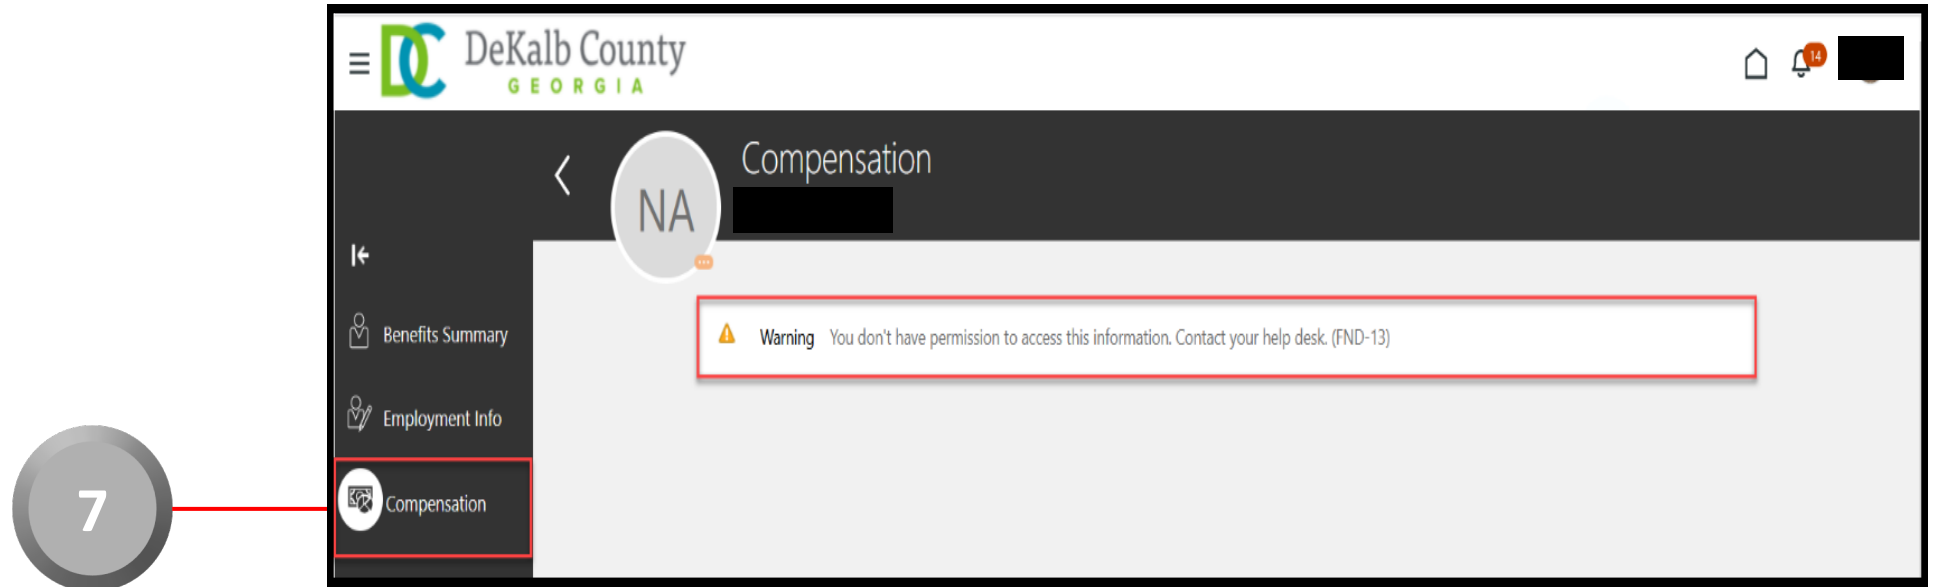 DeKalb County
GEORGIA
14
Compensation
NA
Benefits Summary
Warning You don't have permission to access this information. Contact your help desk. (FND-13)
Employment Info
Compensation
7